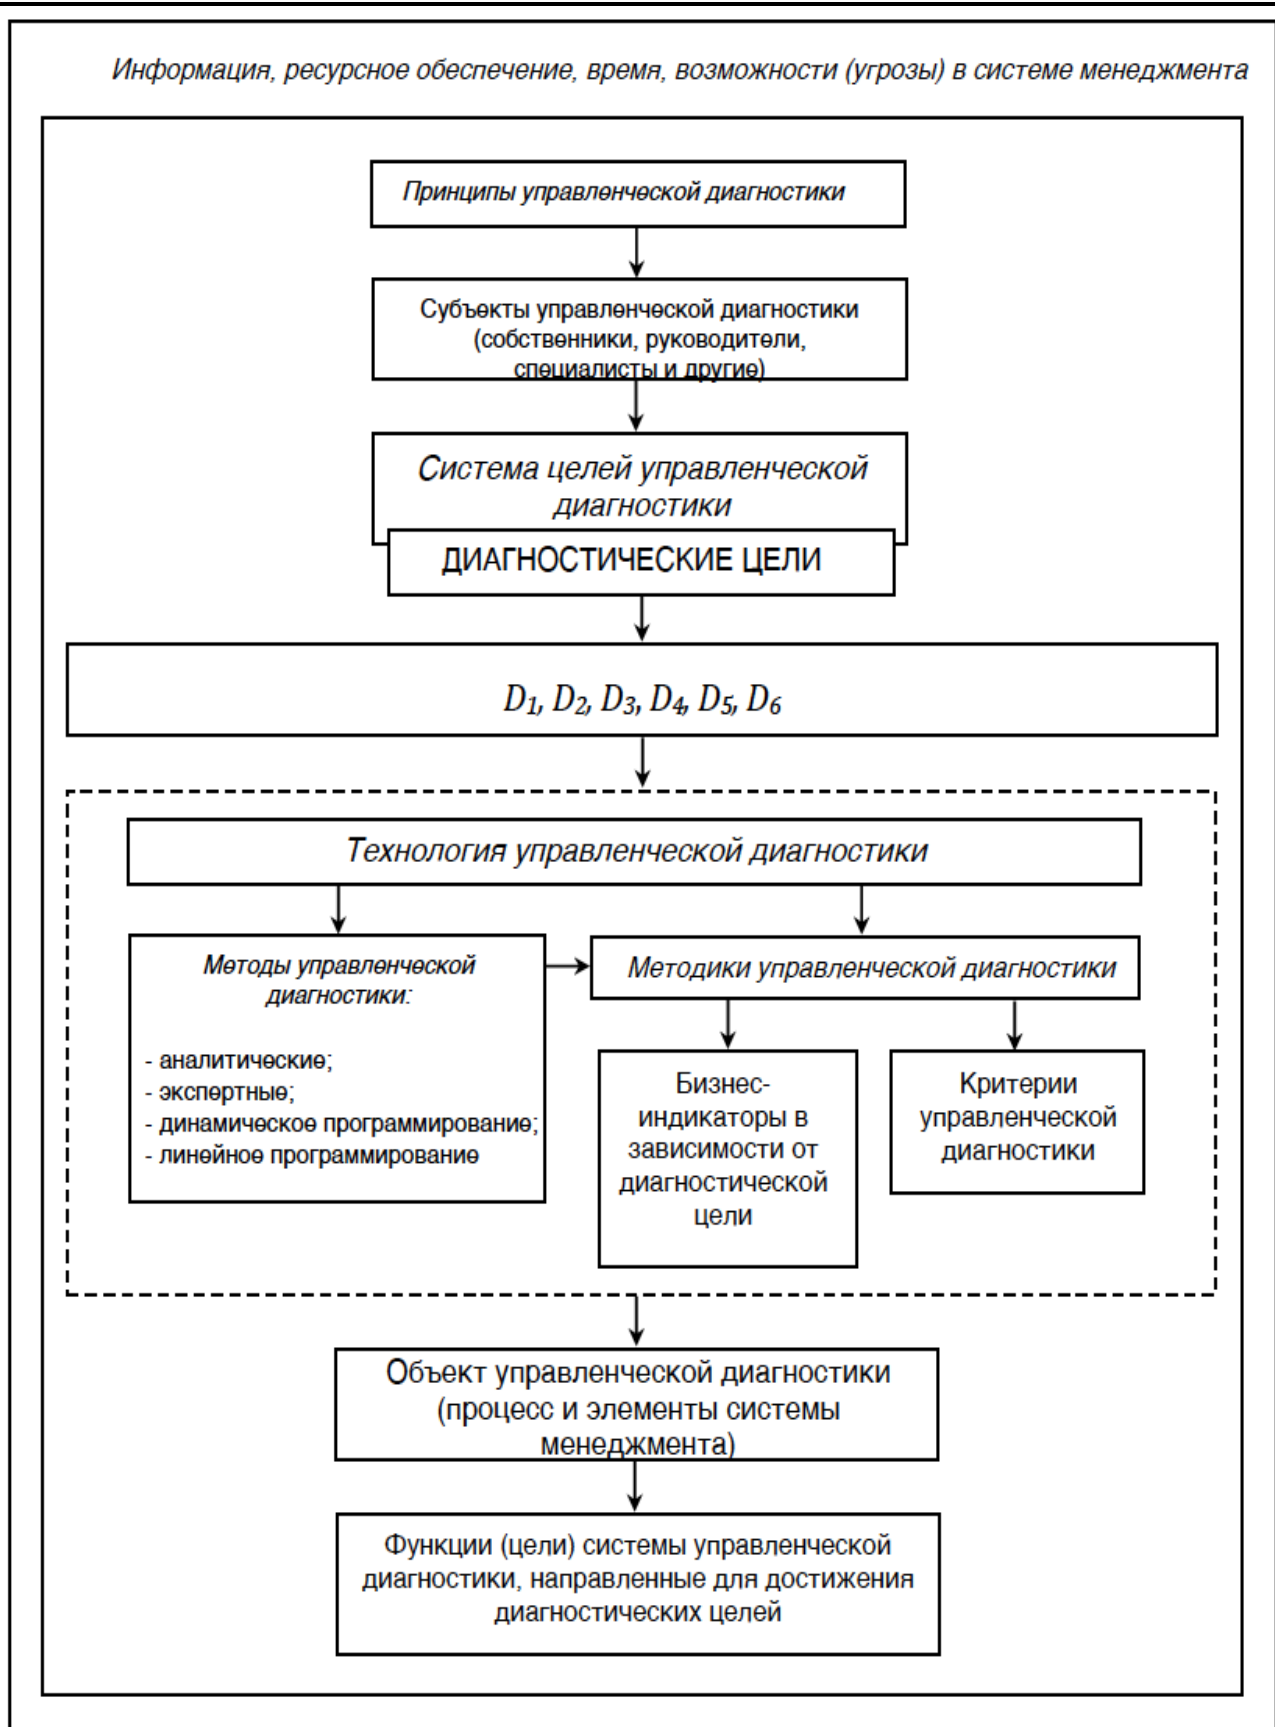 Информация, ресурсное обеспечение, время, возможности (угрозы) в системе менеджмента
Принципы управленческой диагностики
Субъекты управленческой диагностики
(собственники, руководители,
специалисты и другие)
Система целей управленческой
диагностики
ДИАГНОСТИЧЕСКИЕ ЦЕЛИ
D1, D2, D3, D4, D5, D6
Технология управленческой диагностики
Методы управленческой
диагностики:
- аналитические;
- экспертные;
- динамическое программирование;
- линейное программирование
Методики управленческой диагностики
Бизнес-
индикаторы в
зависимости от
диагностической
цели
Критерии
управленческой
диагностики
Объект управленческой диагностики
(процесс и элементы системы
менеджмента)
Функции (цели) системы управленческой
диагностики, направленные для достижения
диагностических целей